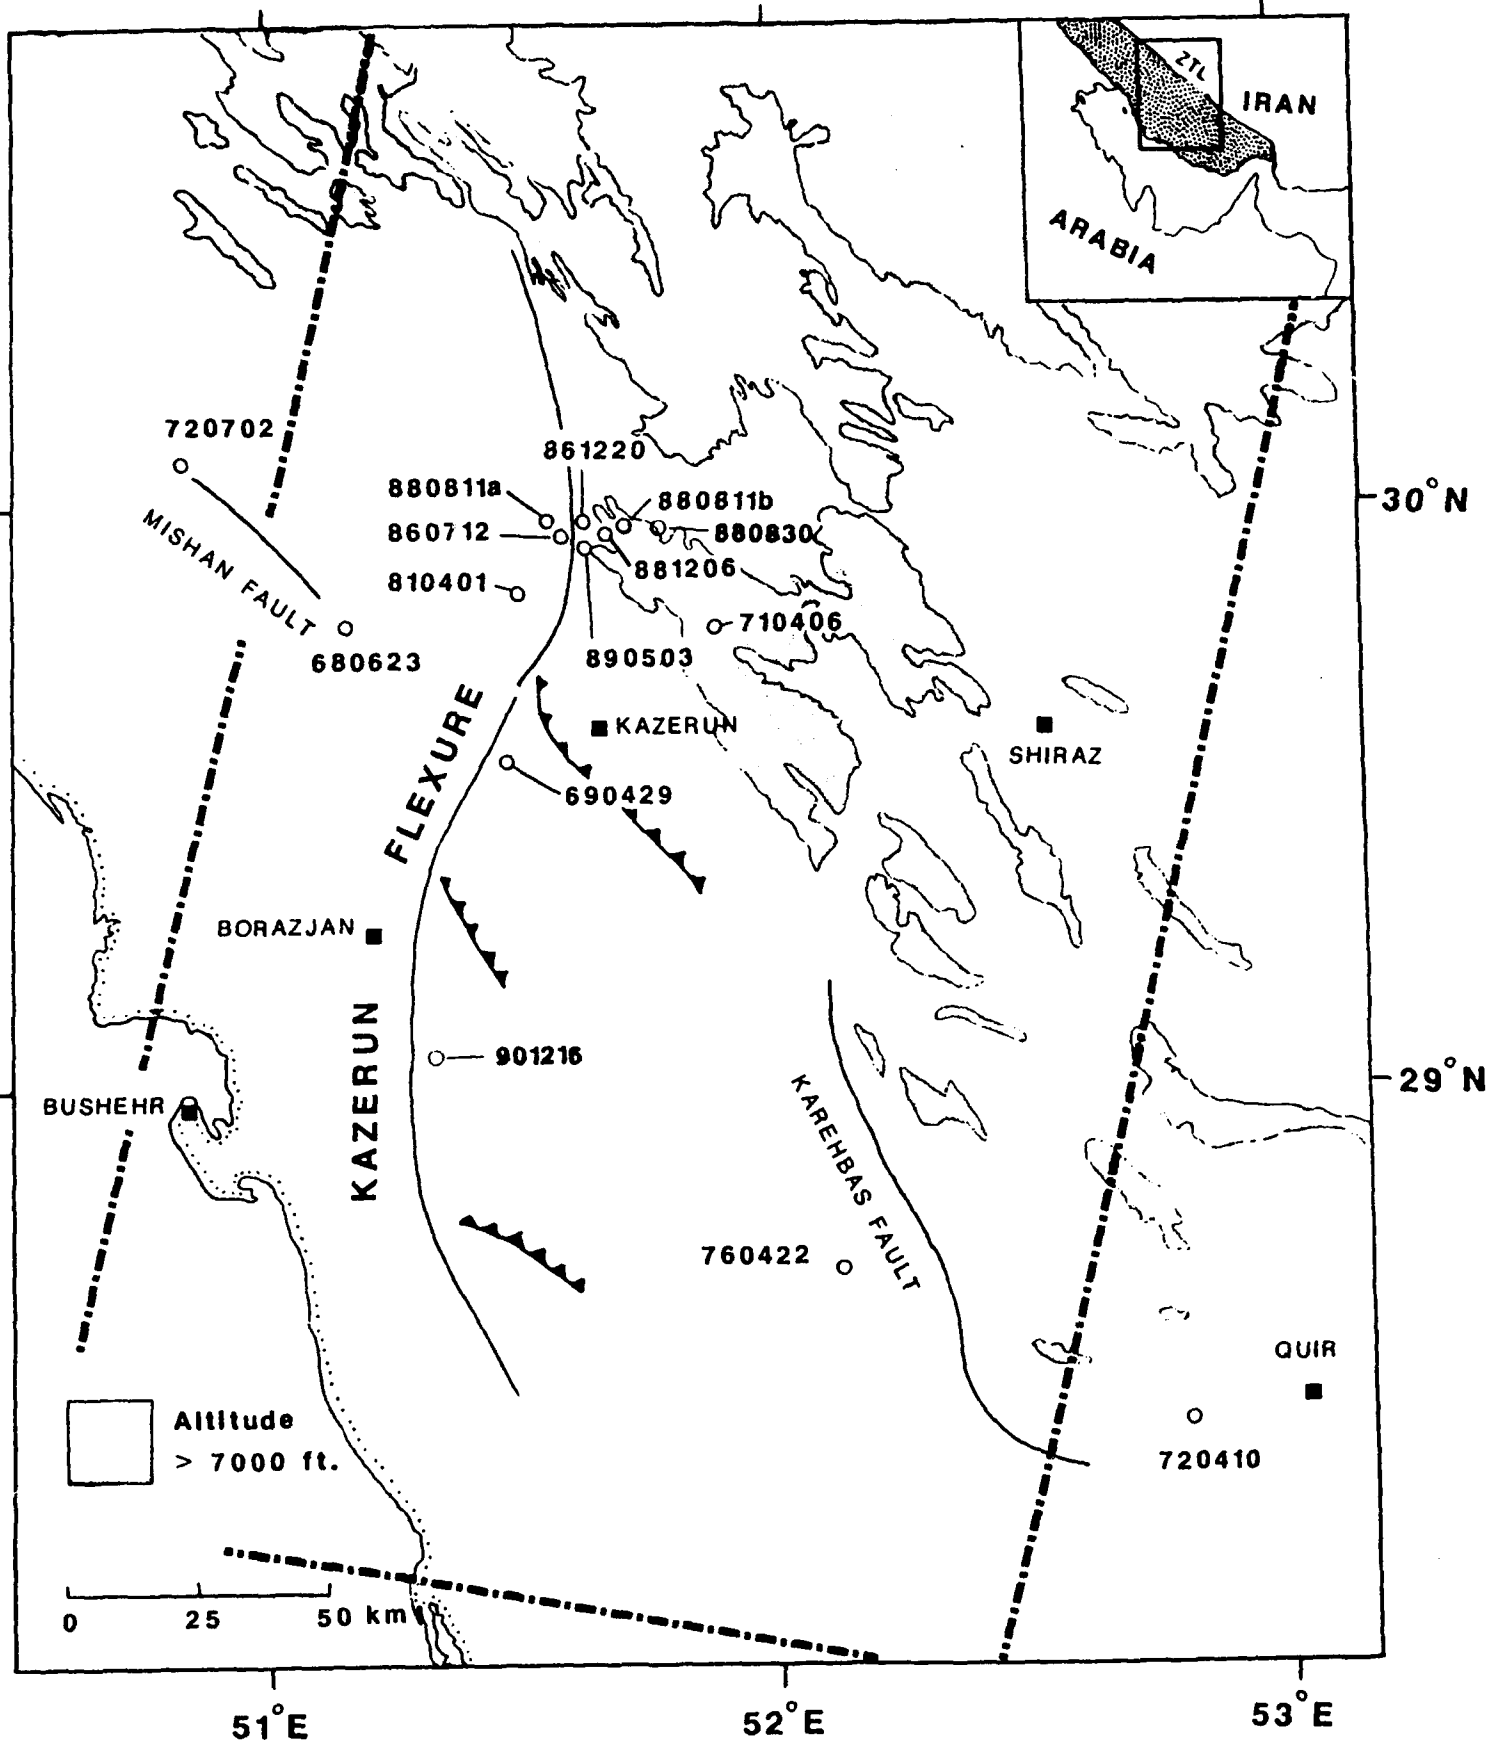 ZTL
IRAN
ARABIA
720702
861220
880811a
880811b
30°N
860712
880830
MISHAN FAULT
881206
810401
710406
680623
890503
KAZERUN
SHIRAZ
690429
KAZERUN FLEXURE
BORAZJAN
901216
29°N
BUSHEHR
KAREHBAS FAULT
760422
QUIR
Altitude
> 7000 ft.
720410
0 25 50 km
51°E 52°E 53°E